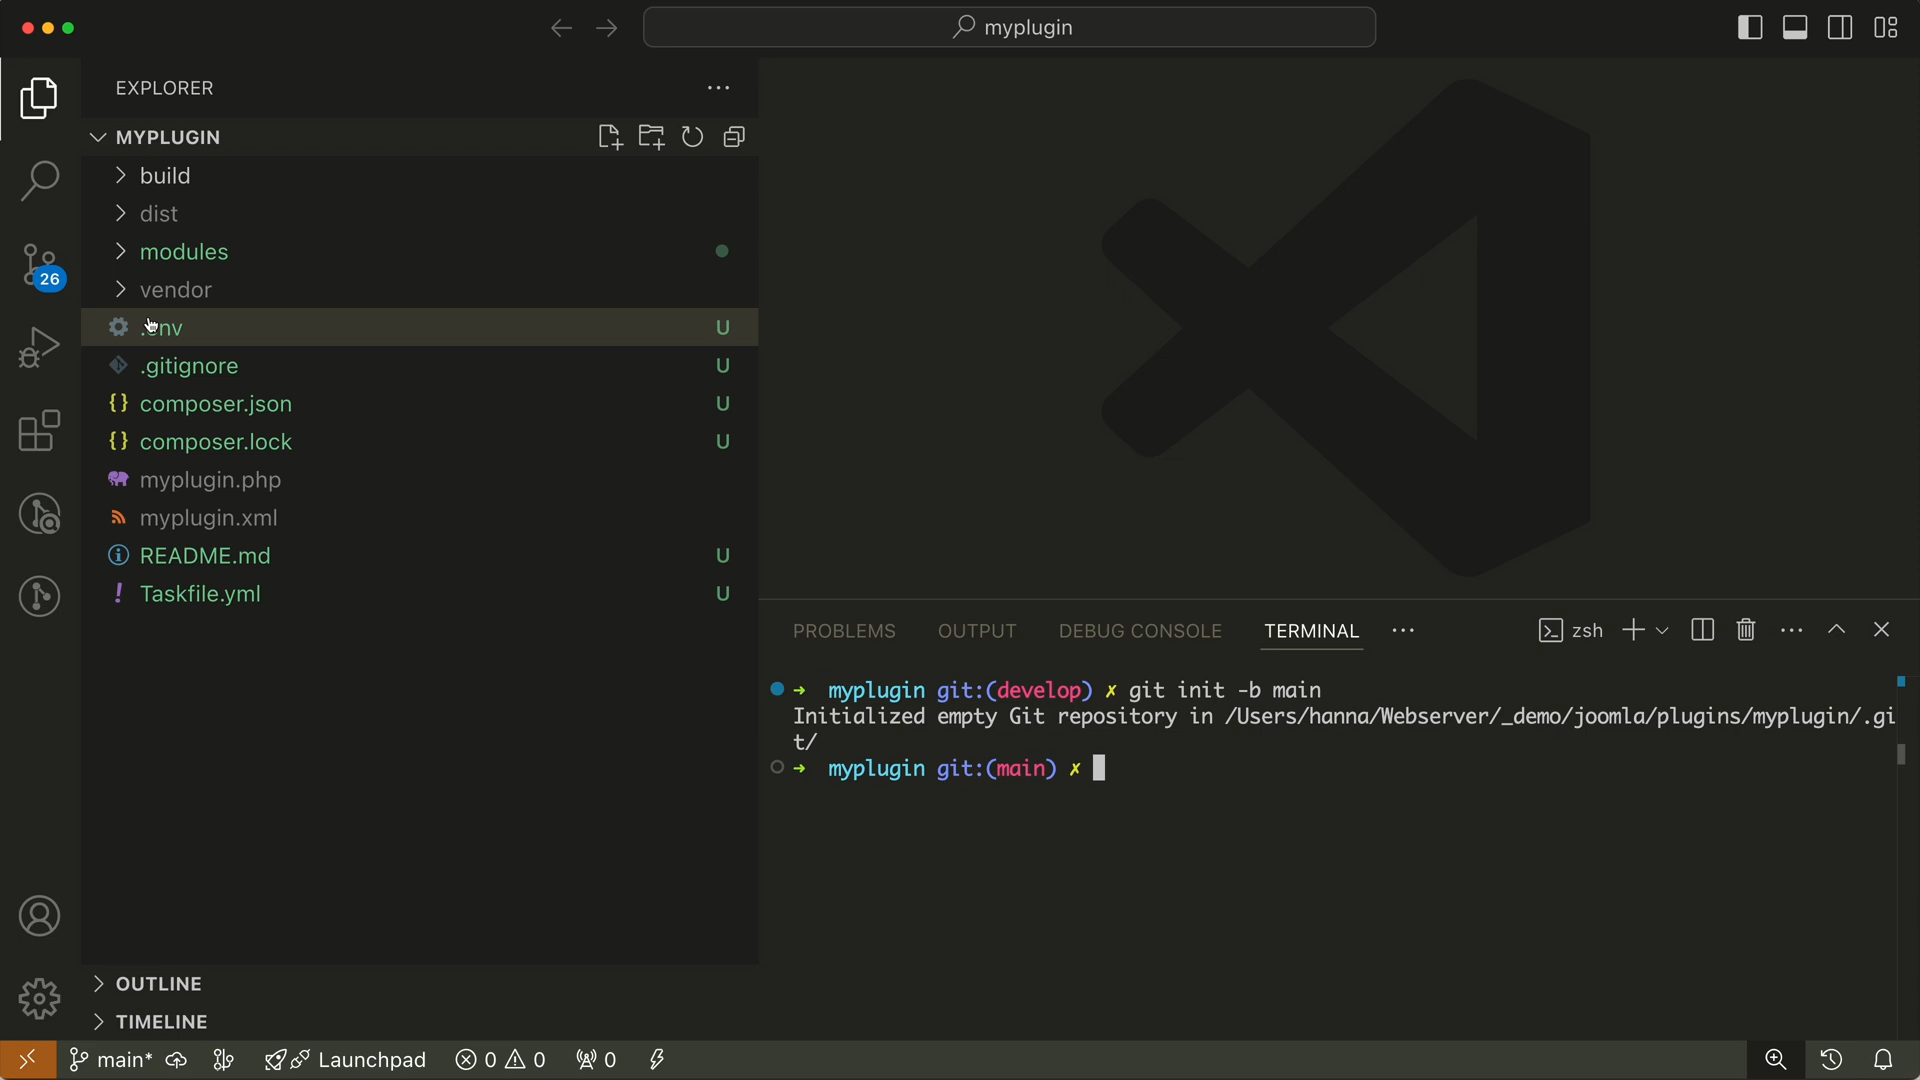 myplugin
EXPLORER
MYPLUGIN
build
dist
modules
vendor
.env U
.gitignore U
composer.json U
composer.lock U
myplugin.php
myplugin.xml
README.md U
Taskfile.yml U
26
OUTLINE
TIMELINE
PROBLEMS OUTPUT DEBUG CONSOLE TERMINAL zsh
➜ myplugin git:(develop) ✗ git init -b main
Initialized empty Git repository in /Users/hanna/Webserver/_demo/joomla/plugins/myplugin/.gi
t/
➜ myplugin git:(main) ✗
main* Launchpad 0 0 0